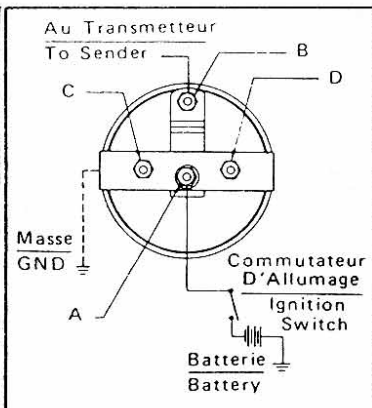 Au Transmetteur
To Sender
B
C
D
Masse
GND
A
Commutateur
D'Allumage
Ignition
Switch
Batterie
Battery